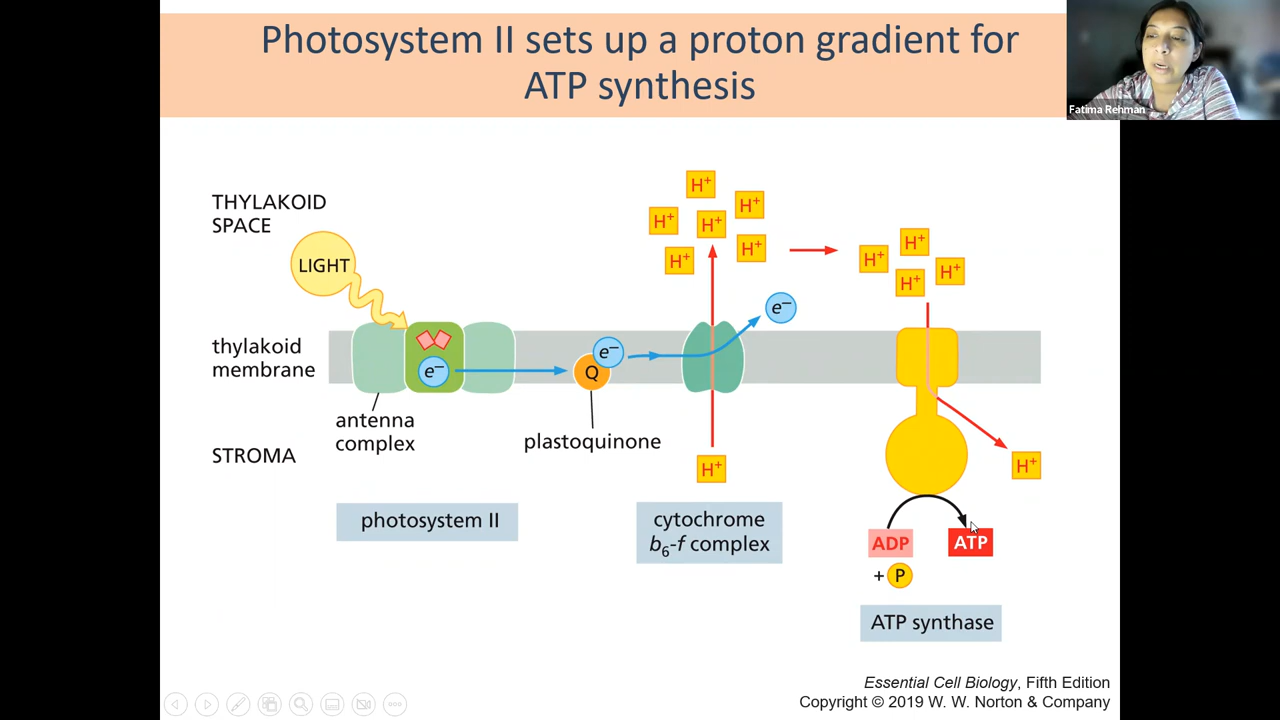 Photosystem II sets up a proton gradient for
ATP synthesis
Fatima Rehman
THYLAKOID
SPACE
LIGHT
H⁺
H⁺
H⁺
H⁺
H⁺
H⁺
H⁺
H⁺
H⁺
H⁺
e⁻
thylakoid
membrane
e⁻
Q
e⁻
antenna
complex
plastoquinone
STROMA
H⁺
H⁺
photosystem II
cytochrome
b₆-f complex
ADP
ATP
+ P
ATP synthase
Essential Cell Biology, Fifth Edition
Copyright © 2019 W. W. Norton & Company